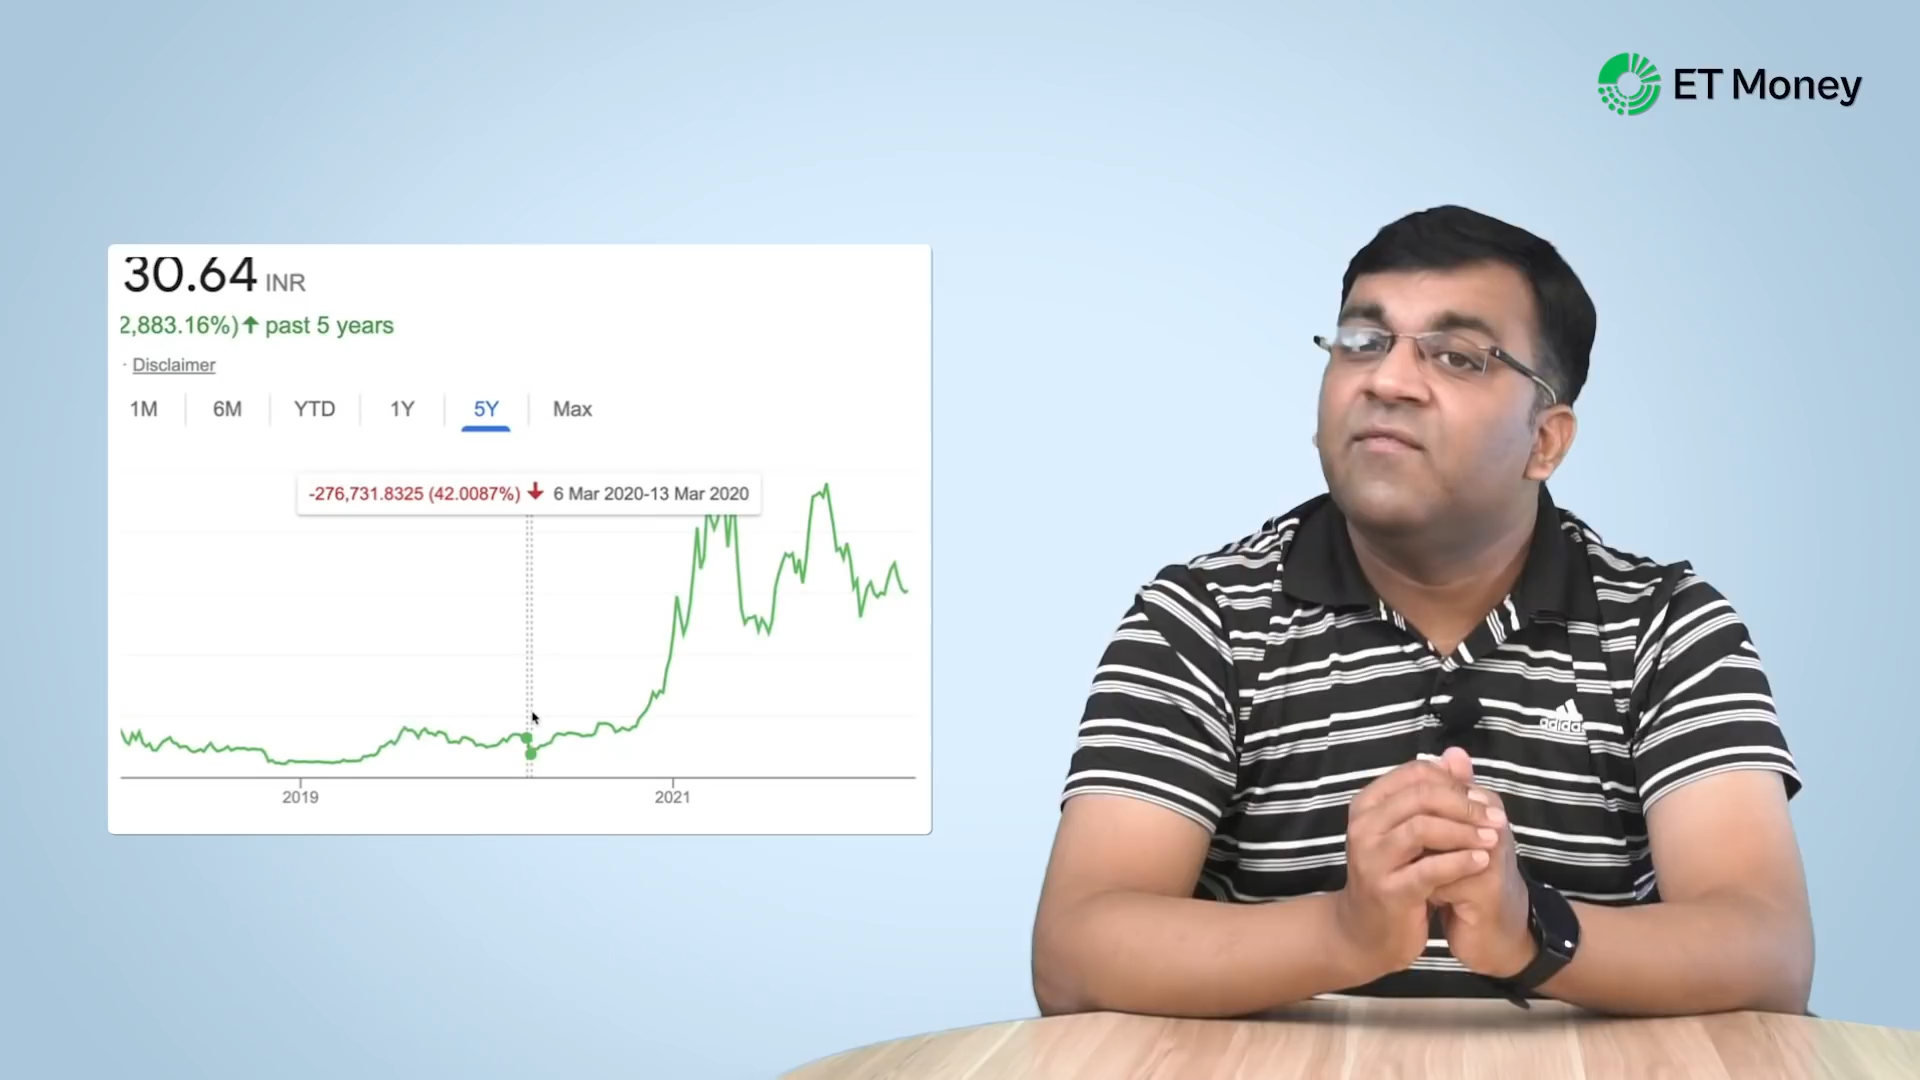 ET Money
30.64 INR
2,883.16%) ↑ past 5 years
· Disclaimer
1M 6M YTD 1Y 5Y Max
-276,731.8325 (42.0087%) ↓ 6 Mar 2020-13 Mar 2020
adidas
2019 2021